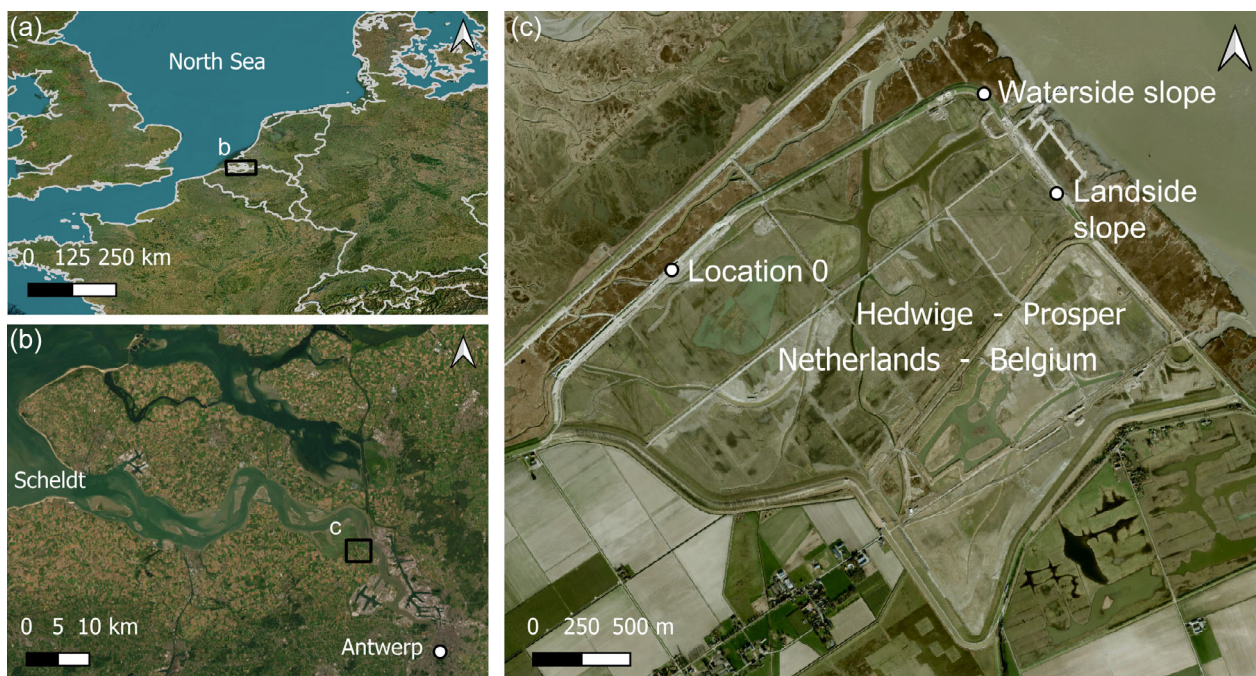 (a)
North Sea
b
0 125 250 km
(b)
Scheldt
c
0 5 10 km
Antwerp
(c)
Waterside slope
Landside
slope
Location 0
Hedwige - Prosper
Netherlands - Belgium
0 250 500 m